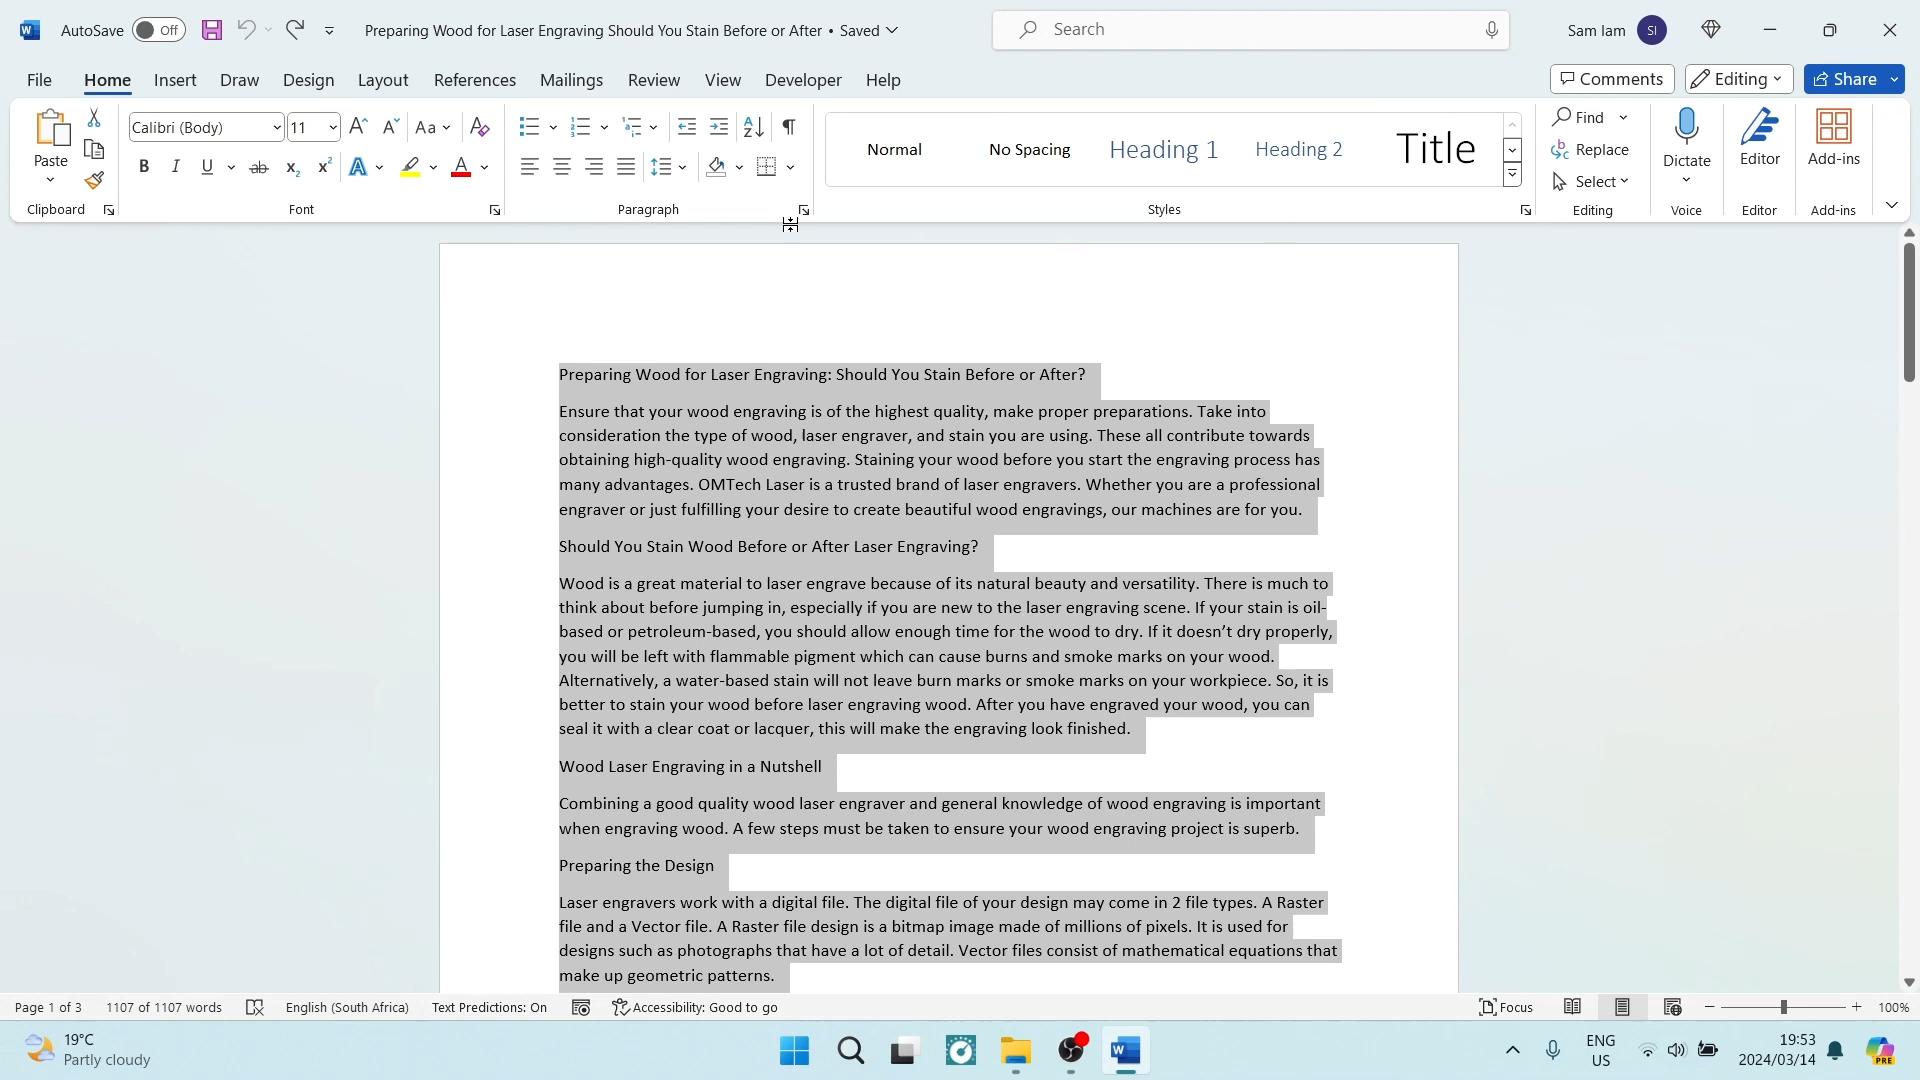 AutoSave Off Preparing Wood for Laser Engraving Should You Stain Before or After • Saved Search Sam Iam SI
File Home Insert Draw Design Layout References Mailings Review View Developer Help Comments Editing Share
Paste
Clipboard
Calibri (Body) 11
Aa
B I U ab x₂ x² A A
Font
A Z ¶
Paragraph
Normal No Spacing Heading 1 Heading 2 Title
Styles
Find
Replace
Select
Editing
Dictate
Voice
Editor
Editor
Add-ins
Add-ins
Preparing Wood for Laser Engraving: Should You Stain Before or After?
Ensure that your wood engraving is of the highest quality, make proper preparations. Take into
consideration the type of wood, laser engraver, and stain you are using. These all contribute towards
obtaining high-quality wood engraving. Staining your wood before you start the engraving process has
many advantages. OMTech Laser is a trusted brand of laser engravers. Whether you are a professional
engraver or just fulfilling your desire to create beautiful wood engravings, our machines are for you.
Should You Stain Wood Before or After Laser Engraving?
Wood is a great material to laser engrave because of its natural beauty and versatility. There is much to
think about before jumping in, especially if you are new to the laser engraving scene. If your stain is oil-
based or petroleum-based, you should allow enough time for the wood to dry. If it doesn’t dry properly,
you will be left with flammable pigment which can cause burns and smoke marks on your wood.
Alternatively, a water-based stain will not leave burn marks or smoke marks on your workpiece. So, it is
better to stain your wood before laser engraving wood. After you have engraved your wood, you can
seal it with a clear coat or lacquer, this will make the engraving look finished.
Wood Laser Engraving in a Nutshell
Combining a good quality wood laser engraver and general knowledge of wood engraving is important
when engraving wood. A few steps must be taken to ensure your wood engraving project is superb.
Preparing the Design
Laser engravers work with a digital file. The digital file of your design may come in 2 file types. A Raster
file and a Vector file. A Raster file design is a bitmap image made of millions of pixels. It is used for
designs such as photographs that have a lot of detail. Vector files consist of mathematical equations that
make up geometric patterns.
Page 1 of 3 1107 of 1107 words English (South Africa) Text Predictions: On Accessibility: Good to go Focus 100%
19°C
Partly cloudy
ENG
US
19:53
2024/03/14
PRE